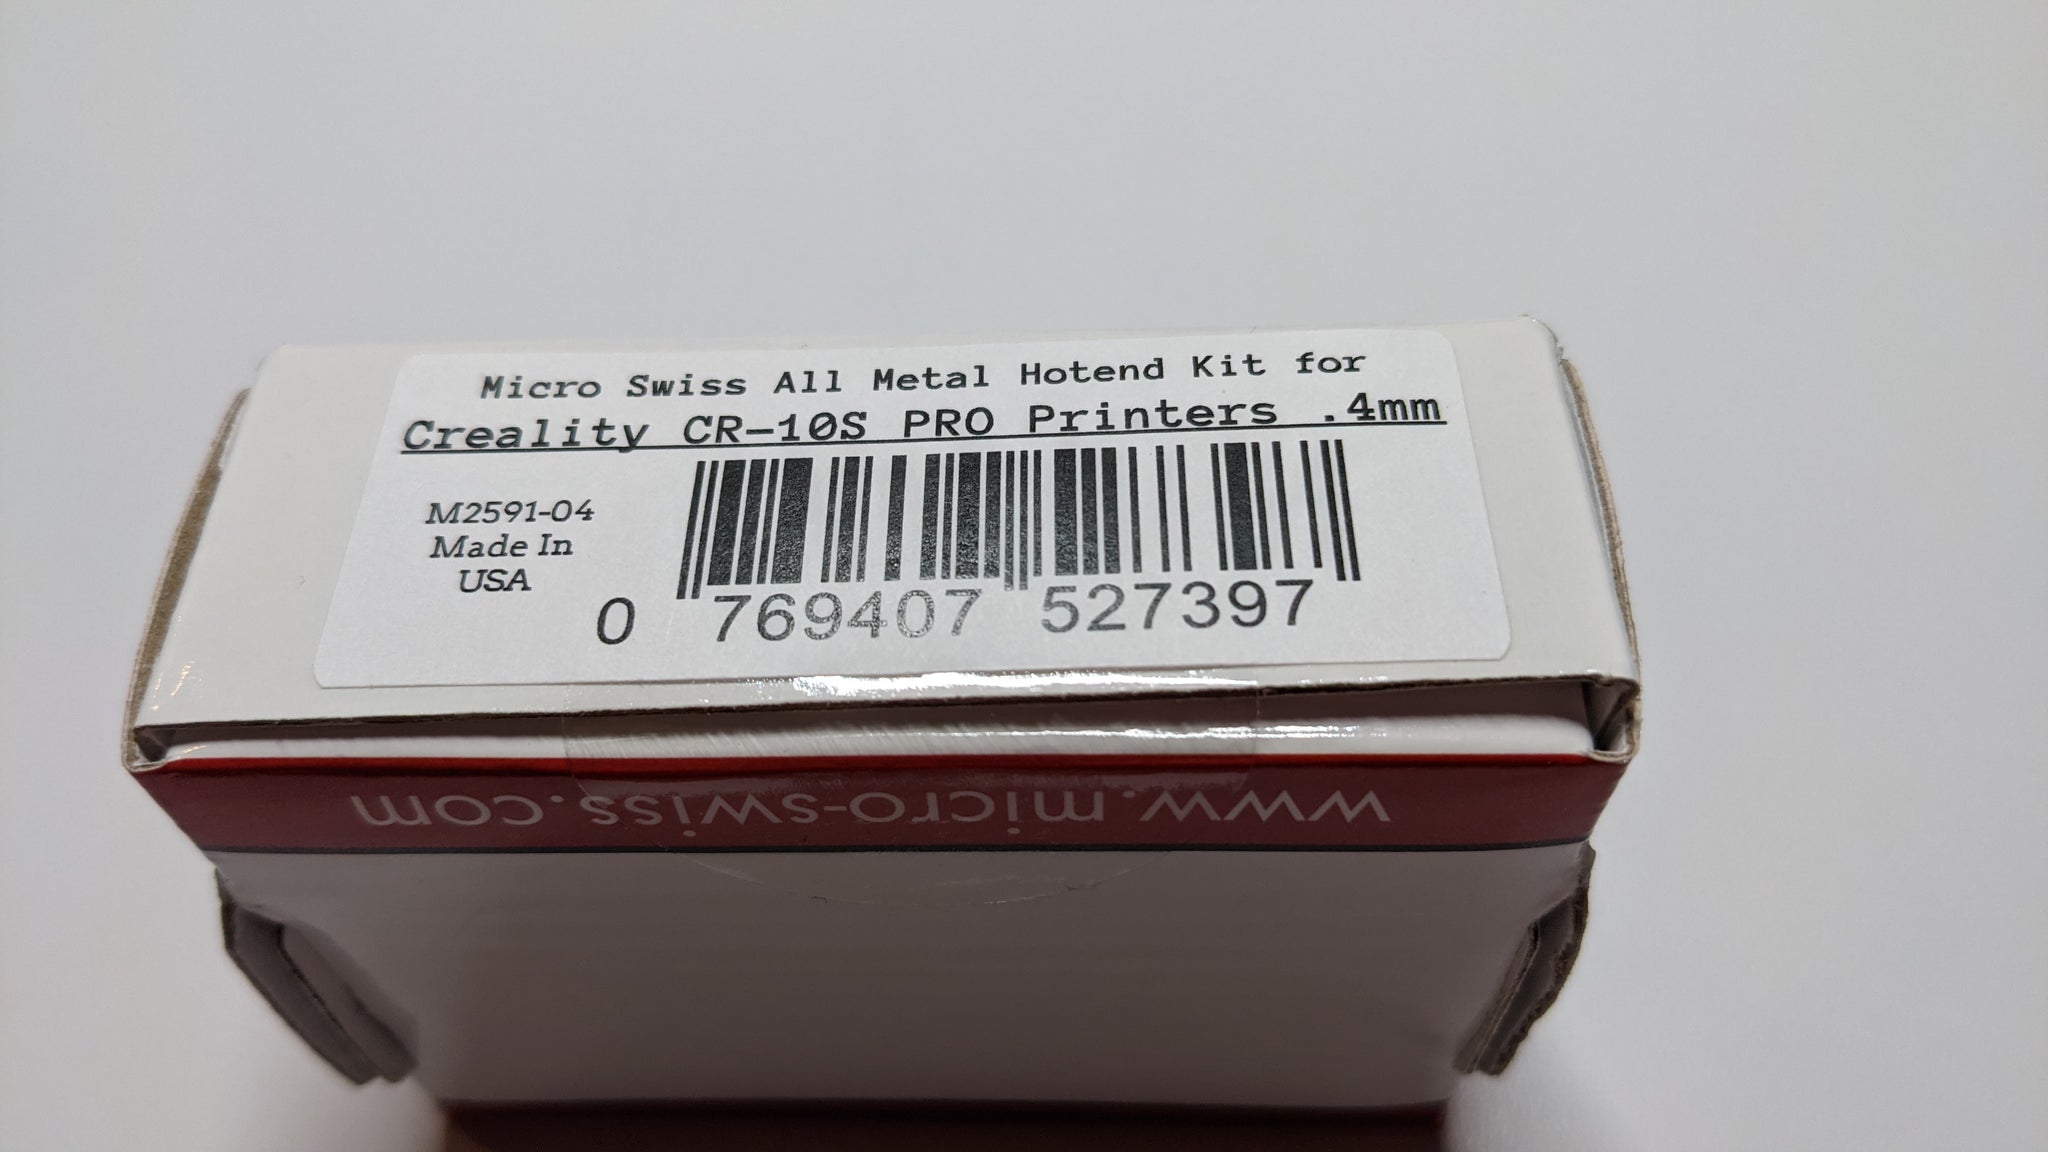 Micro Swiss All Metal Hotend Kit for
Creality CR-10S PRO Printers .4mm
M2591-04
Made In
USA
0 769407 527397
www.micro-swiss.com